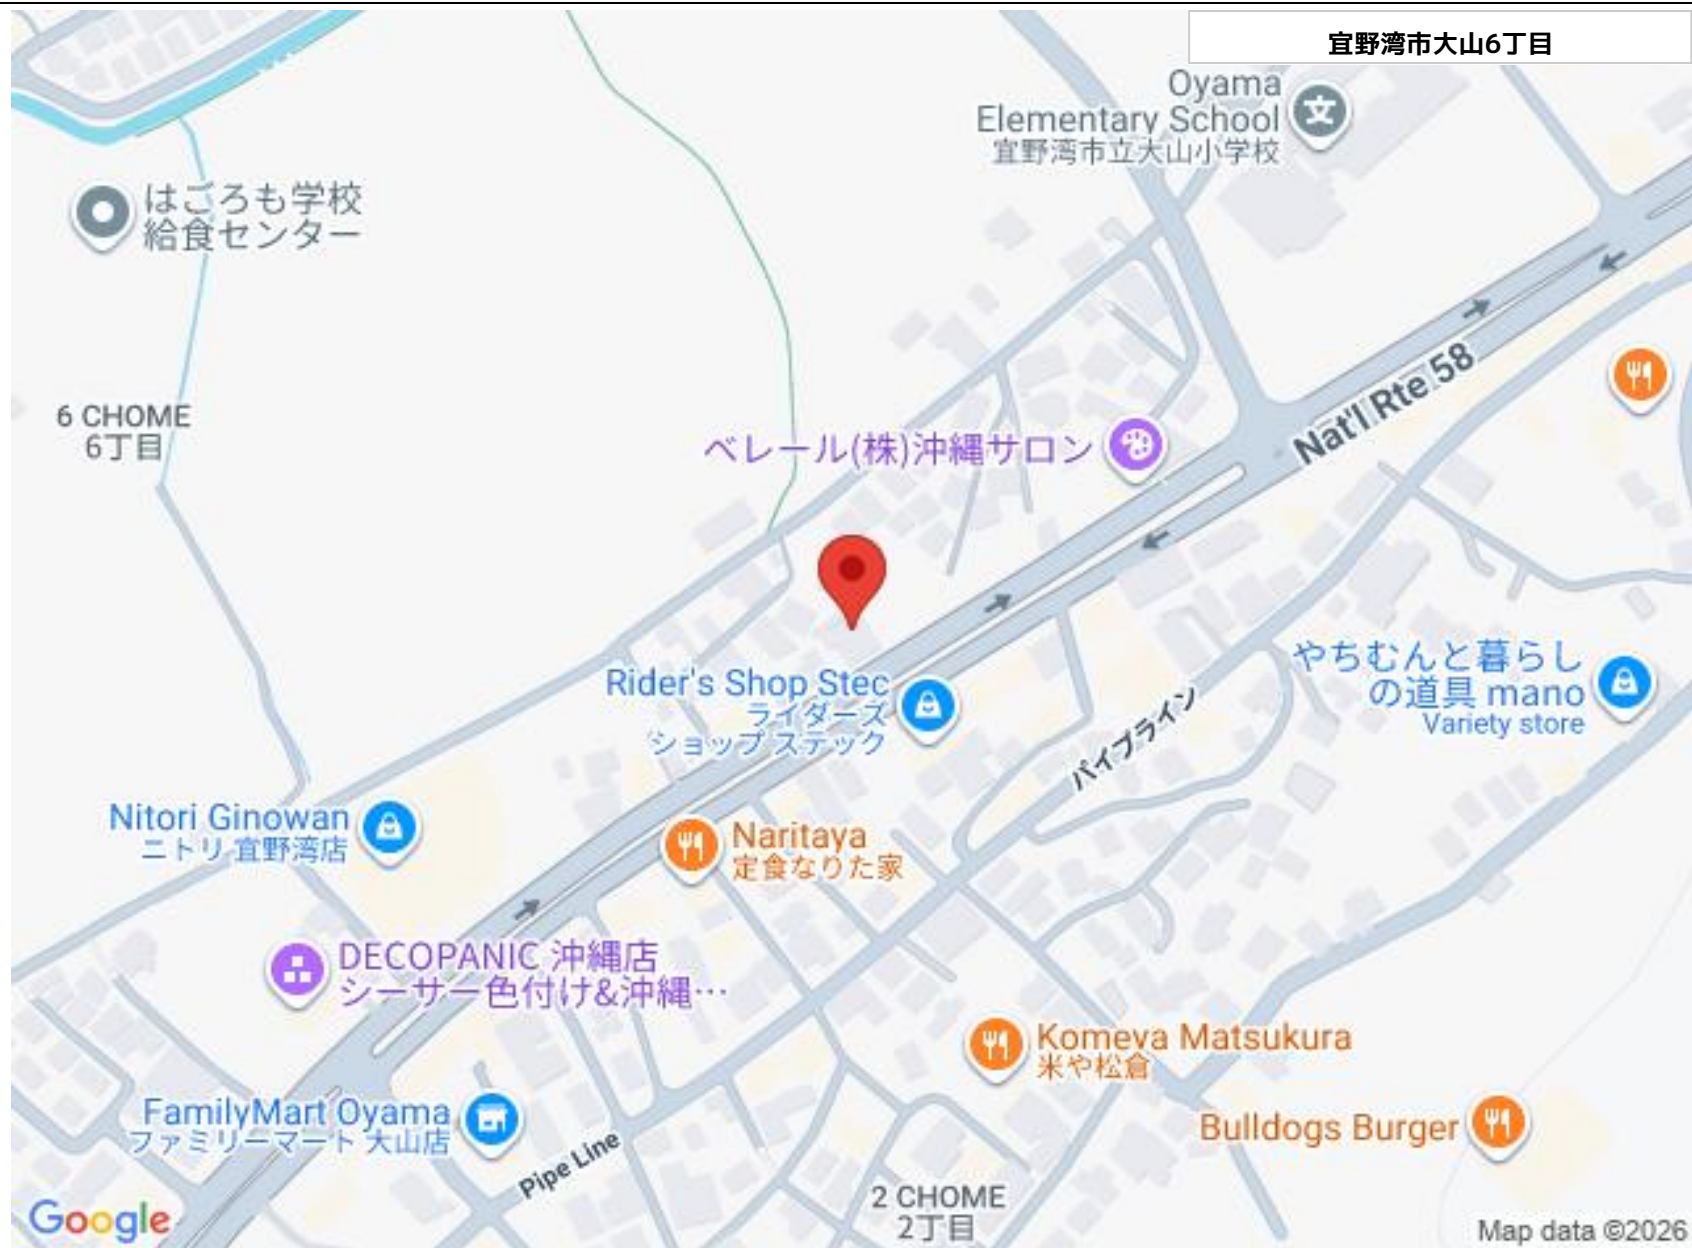 宜野湾市大山6丁目
Oyama
Elementary School
宜野湾市立大山小学校
はごろも学校
給食センター
6 CHOME
6丁目
Nat'l Rte 58
ベレール(株)沖縄サロン
Rider's Shop Stec
ライダーズ
ショップ ステック
やちむんと暮らし
の道具 mano
Variety store
パイプライン
Nitori Ginowan
ニトリ 宜野湾店
Naritaya
定食なりた家
DECOPANIC 沖縄店
シーサー色付け&沖縄…
Komeya Matsukura
米や松倉
FamilyMart Oyama
ファミリーマート 大山店
Bulldogs Burger
Pipe Line
2 CHOME
2丁目
Google
Map data ©2026